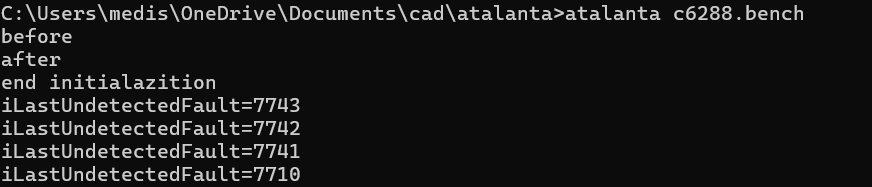 C:\Users\medis\OneDrive\Documents\cad\atalanta>atalanta c6288.bench
before
after
end initialazition
iLastUndetectedFault=7743
iLastUndetectedFault=7742
iLastUndetectedFault=7741
iLastUndetectedFault=7710